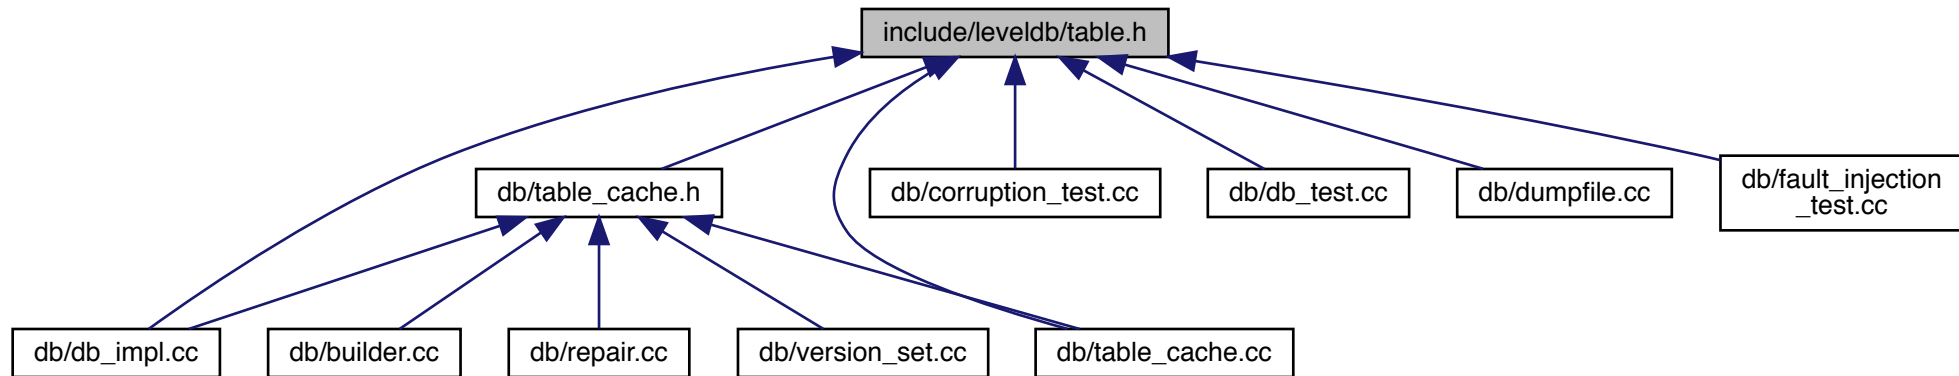 include/leveldb/table.h
db/table_cache.h
db/corruption_test.cc
db/db_test.cc
db/dumpfile.cc
db/fault_injection
_test.cc
db/db_impl.cc
db/builder.cc
db/repair.cc
db/version_set.cc
db/table_cache.cc